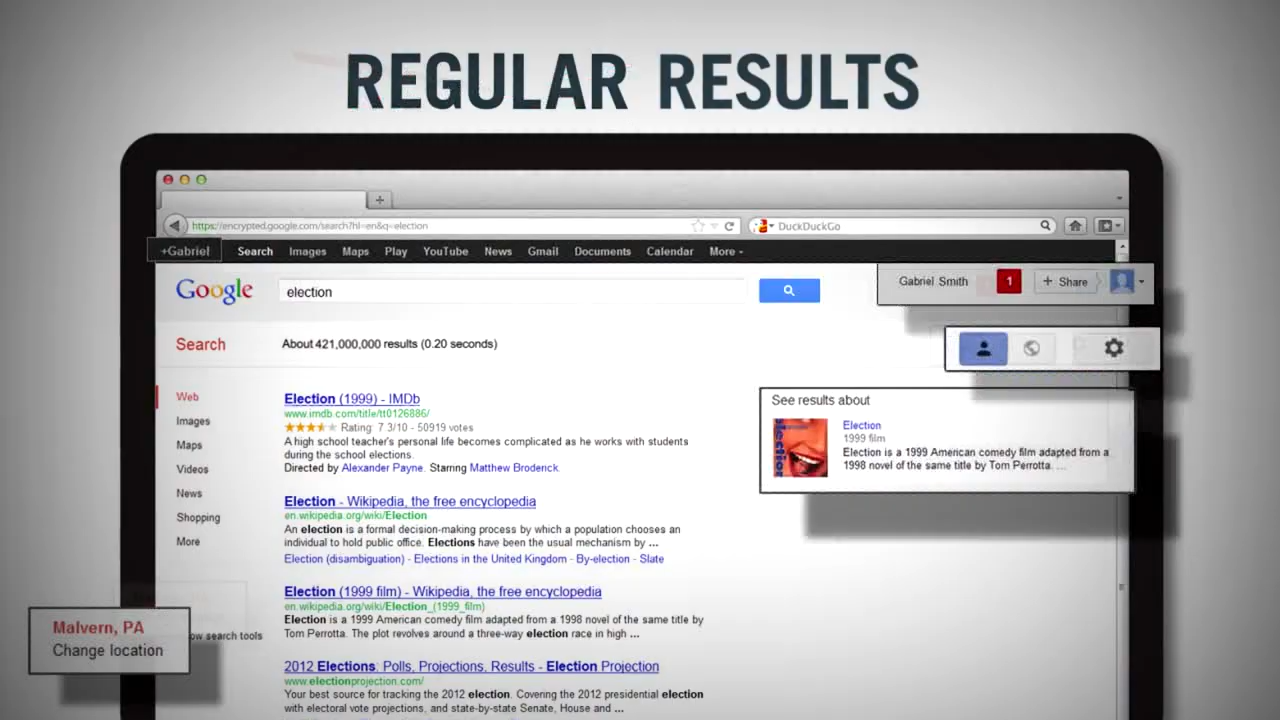 REGULAR RESULTS
https://encrypted.google.com/search?hl=en&q=election
DuckDuckGo
+Gabriel Search Images Maps Play YouTube News Gmail Documents Calendar More
Google
election
Gabriel Smith 1 + Share
Search
About 421,000,000 results (0.20 seconds)
Web
Images
Maps
Videos
News
Shopping
More
Malvern, PA
Change location
ow search tools
Election (1999) - IMDb
www.imdb.com/title/tt0126886/
Rating: 7 3/10 - 50919 votes
A high school teacher's personal life becomes complicated as he works with students
during the school elections.
Directed by Alexander Payne. Starring Matthew Broderick.
Election - Wikipedia, the free encyclopedia
en.wikipedia.org/wiki/Election
An election is a formal decision-making process by which a population chooses an
individual to hold public office. Elections have been the usual mechanism by ...
Election (disambiguation) - Elections in the United Kingdom - By-election - Slate
Election (1999 film) - Wikipedia, the free encyclopedia
en.wikipedia.org/wiki/Election_(1999_film)
Election is a 1999 American comedy film adapted from a 1998 novel of the same title by
Tom Perrotta. The plot revolves around a three-way election race in high ...
2012 Elections: Polls, Projections, Results - Election Projection
www.electionprojection.com/
Your best source for tracking the 2012 election. Covering the 2012 presidential election
with electoral vote projections, and state-by-state Senate, House and ...
See results about
Election
1999 film
Election is a 1999 American comedy film adapted from a
1998 novel of the same title by Tom Perrotta. ...